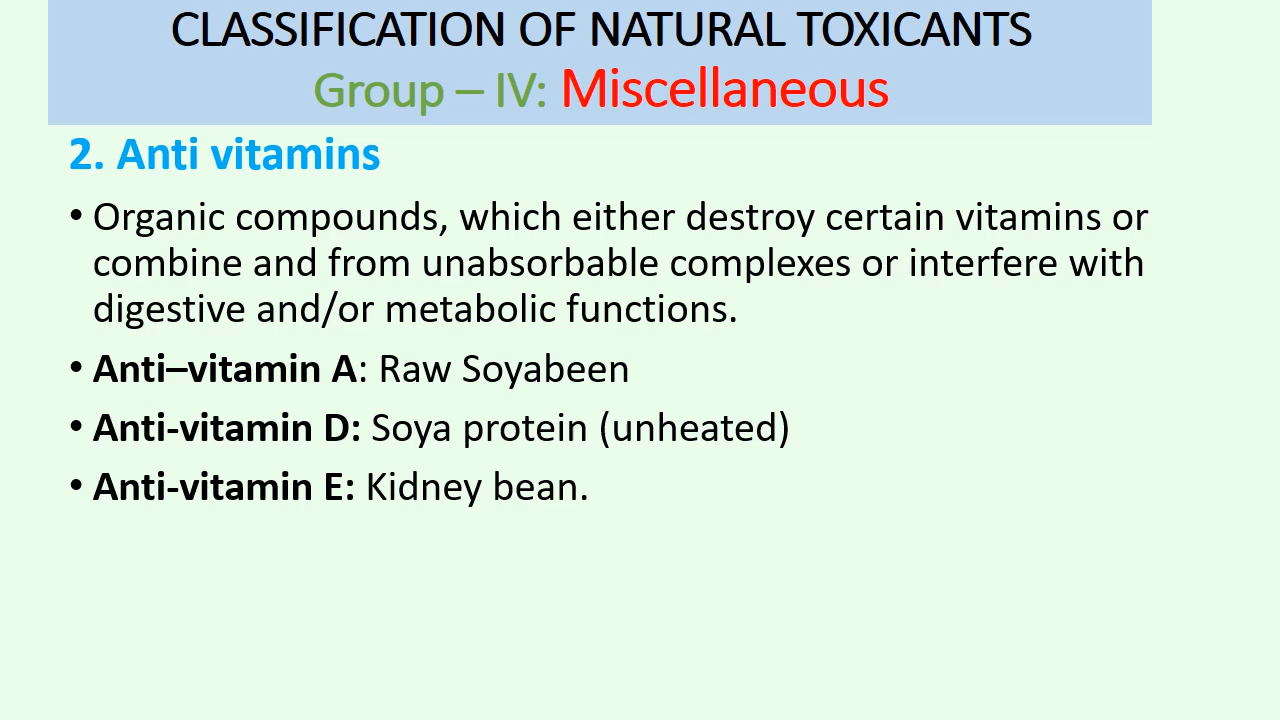 CLASSIFICATION OF NATURAL TOXICANTS
Group – IV: Miscellaneous
2. Anti vitamins
• Organic compounds, which either destroy certain vitamins or
combine and from unabsorbable complexes or interfere with
digestive and/or metabolic functions.
• Anti–vitamin A: Raw Soyabeen
• Anti-vitamin D: Soya protein (unheated)
• Anti-vitamin E: Kidney bean.